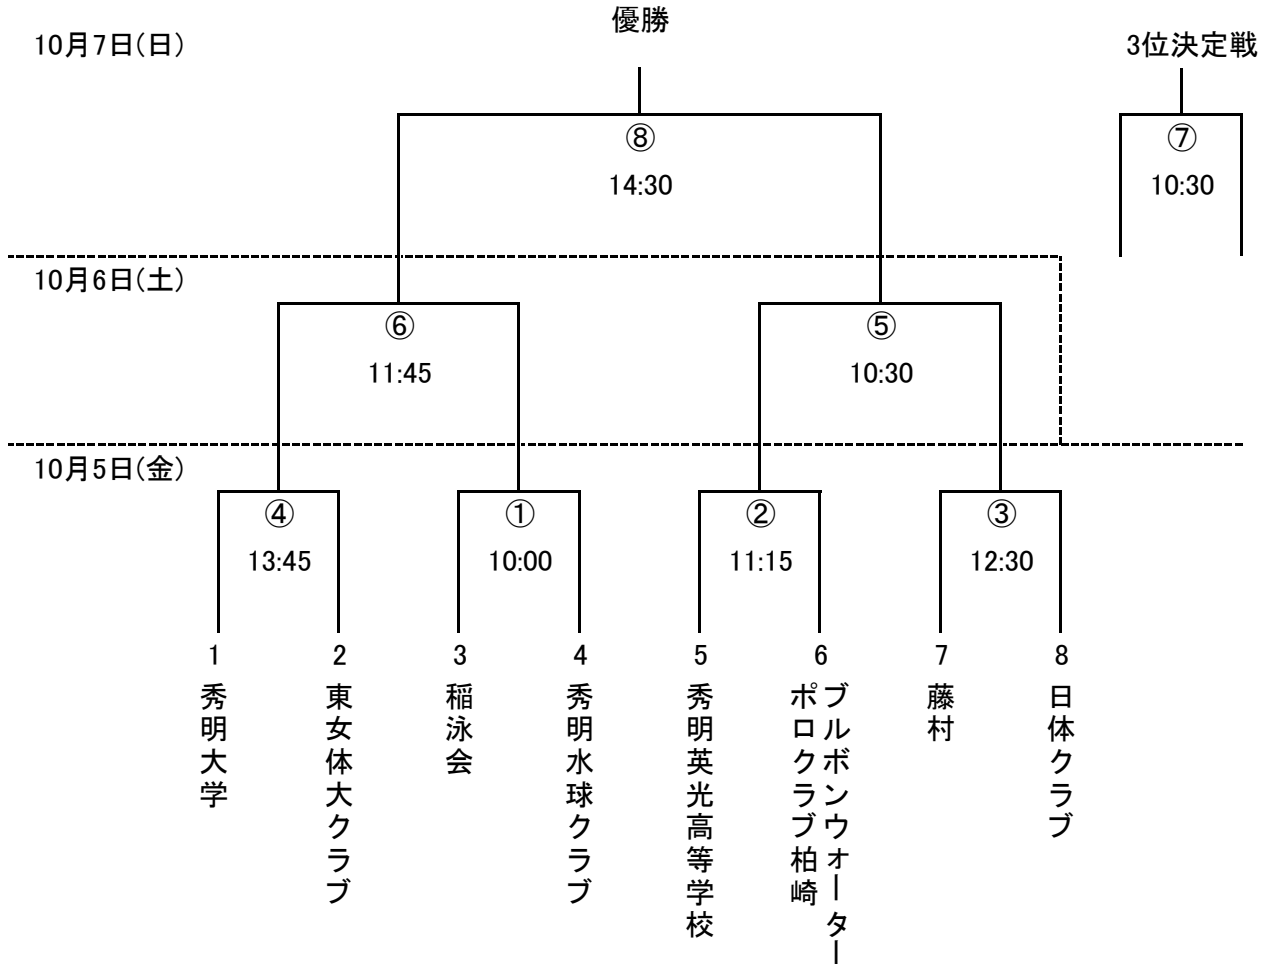 優勝
10月7日(日)
3位決定戦
⑧
14:30
⑦
10:30
10月6日(土)
⑥
11:45
⑤
10:30
10月5日(金)
④
13:45
①
10:00
②
11:15
③
12:30
1
2
3
4
5
6
7
8
秀明大学
東女体大クラブ
稲泳会
秀明水球クラブ
秀明英光高等学校
ブルボンウォーター
ポロクラブ柏崎
藤村
日体クラブ